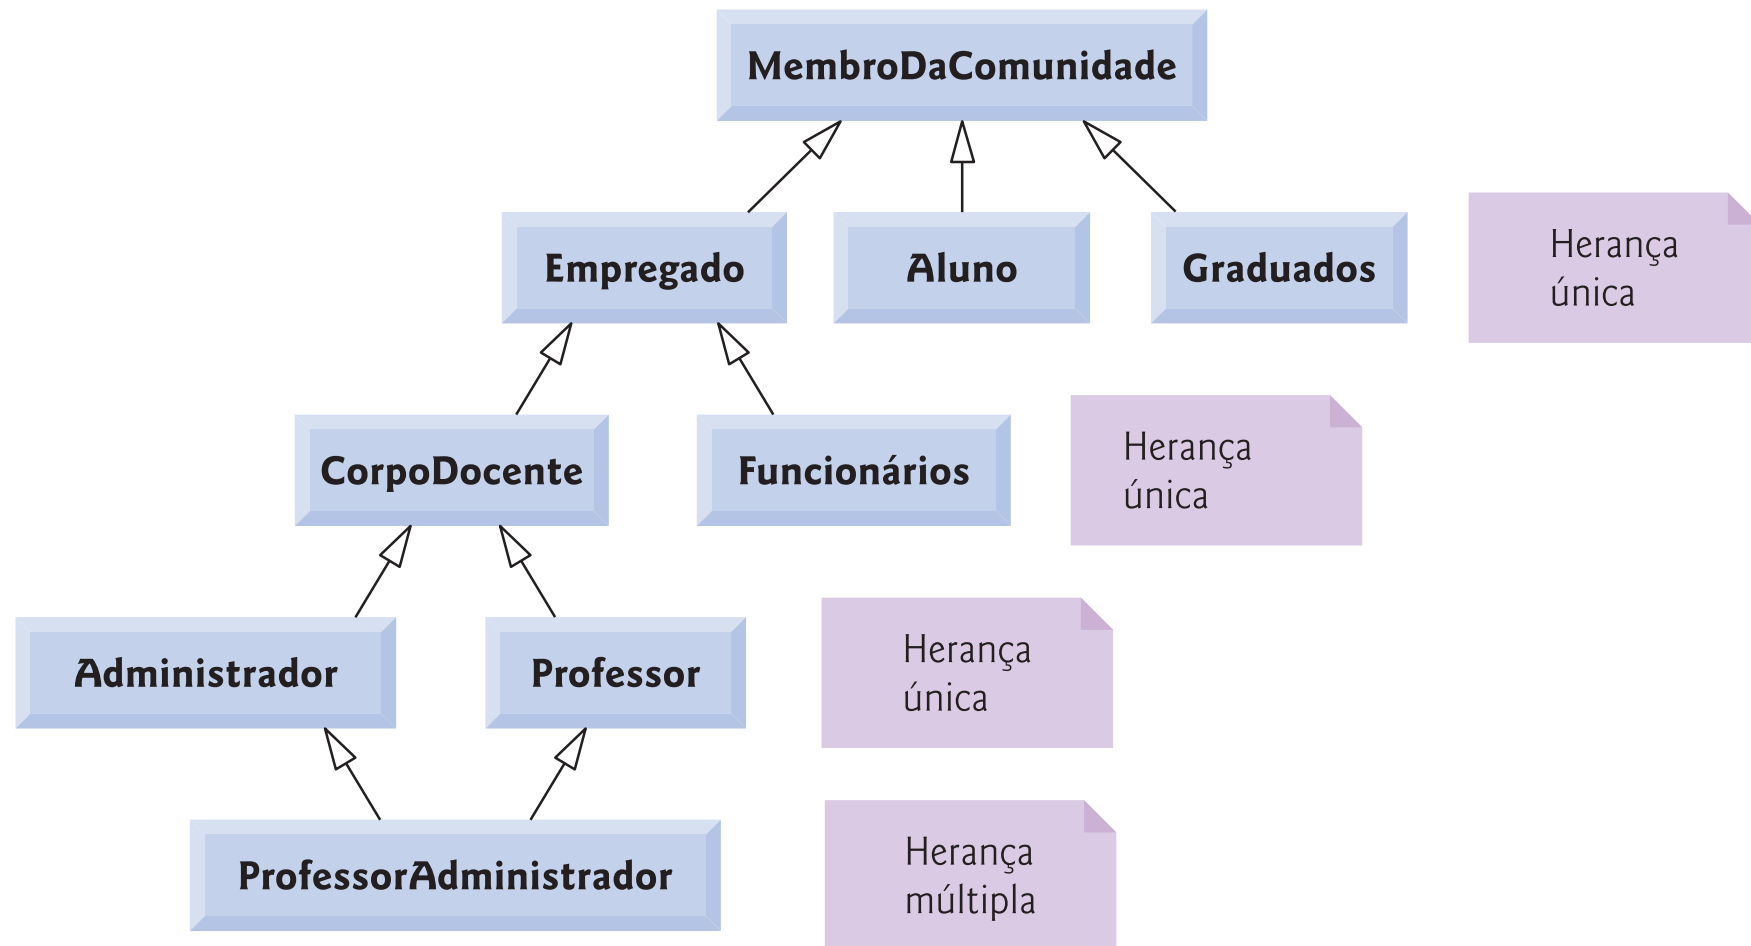 MembroDaComunidade
Empregado
Aluno
Graduados
Herança
única
CorpoDocente
Funcionários
Herança
única
Administrador
Professor
Herança
única
ProfessorAdministrador
Herança
múltipla